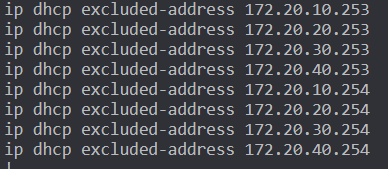 ip dhcp excluded-address 172.20.10.253
ip dhcp excluded-address 172.20.20.253
ip dhcp excluded-address 172.20.30.253
ip dhcp excluded-address 172.20.40.253
ip dhcp excluded-address 172.20.10.254
ip dhcp excluded-address 172.20.20.254
ip dhcp excluded-address 172.20.30.254
ip dhcp excluded-address 172.20.40.254
!